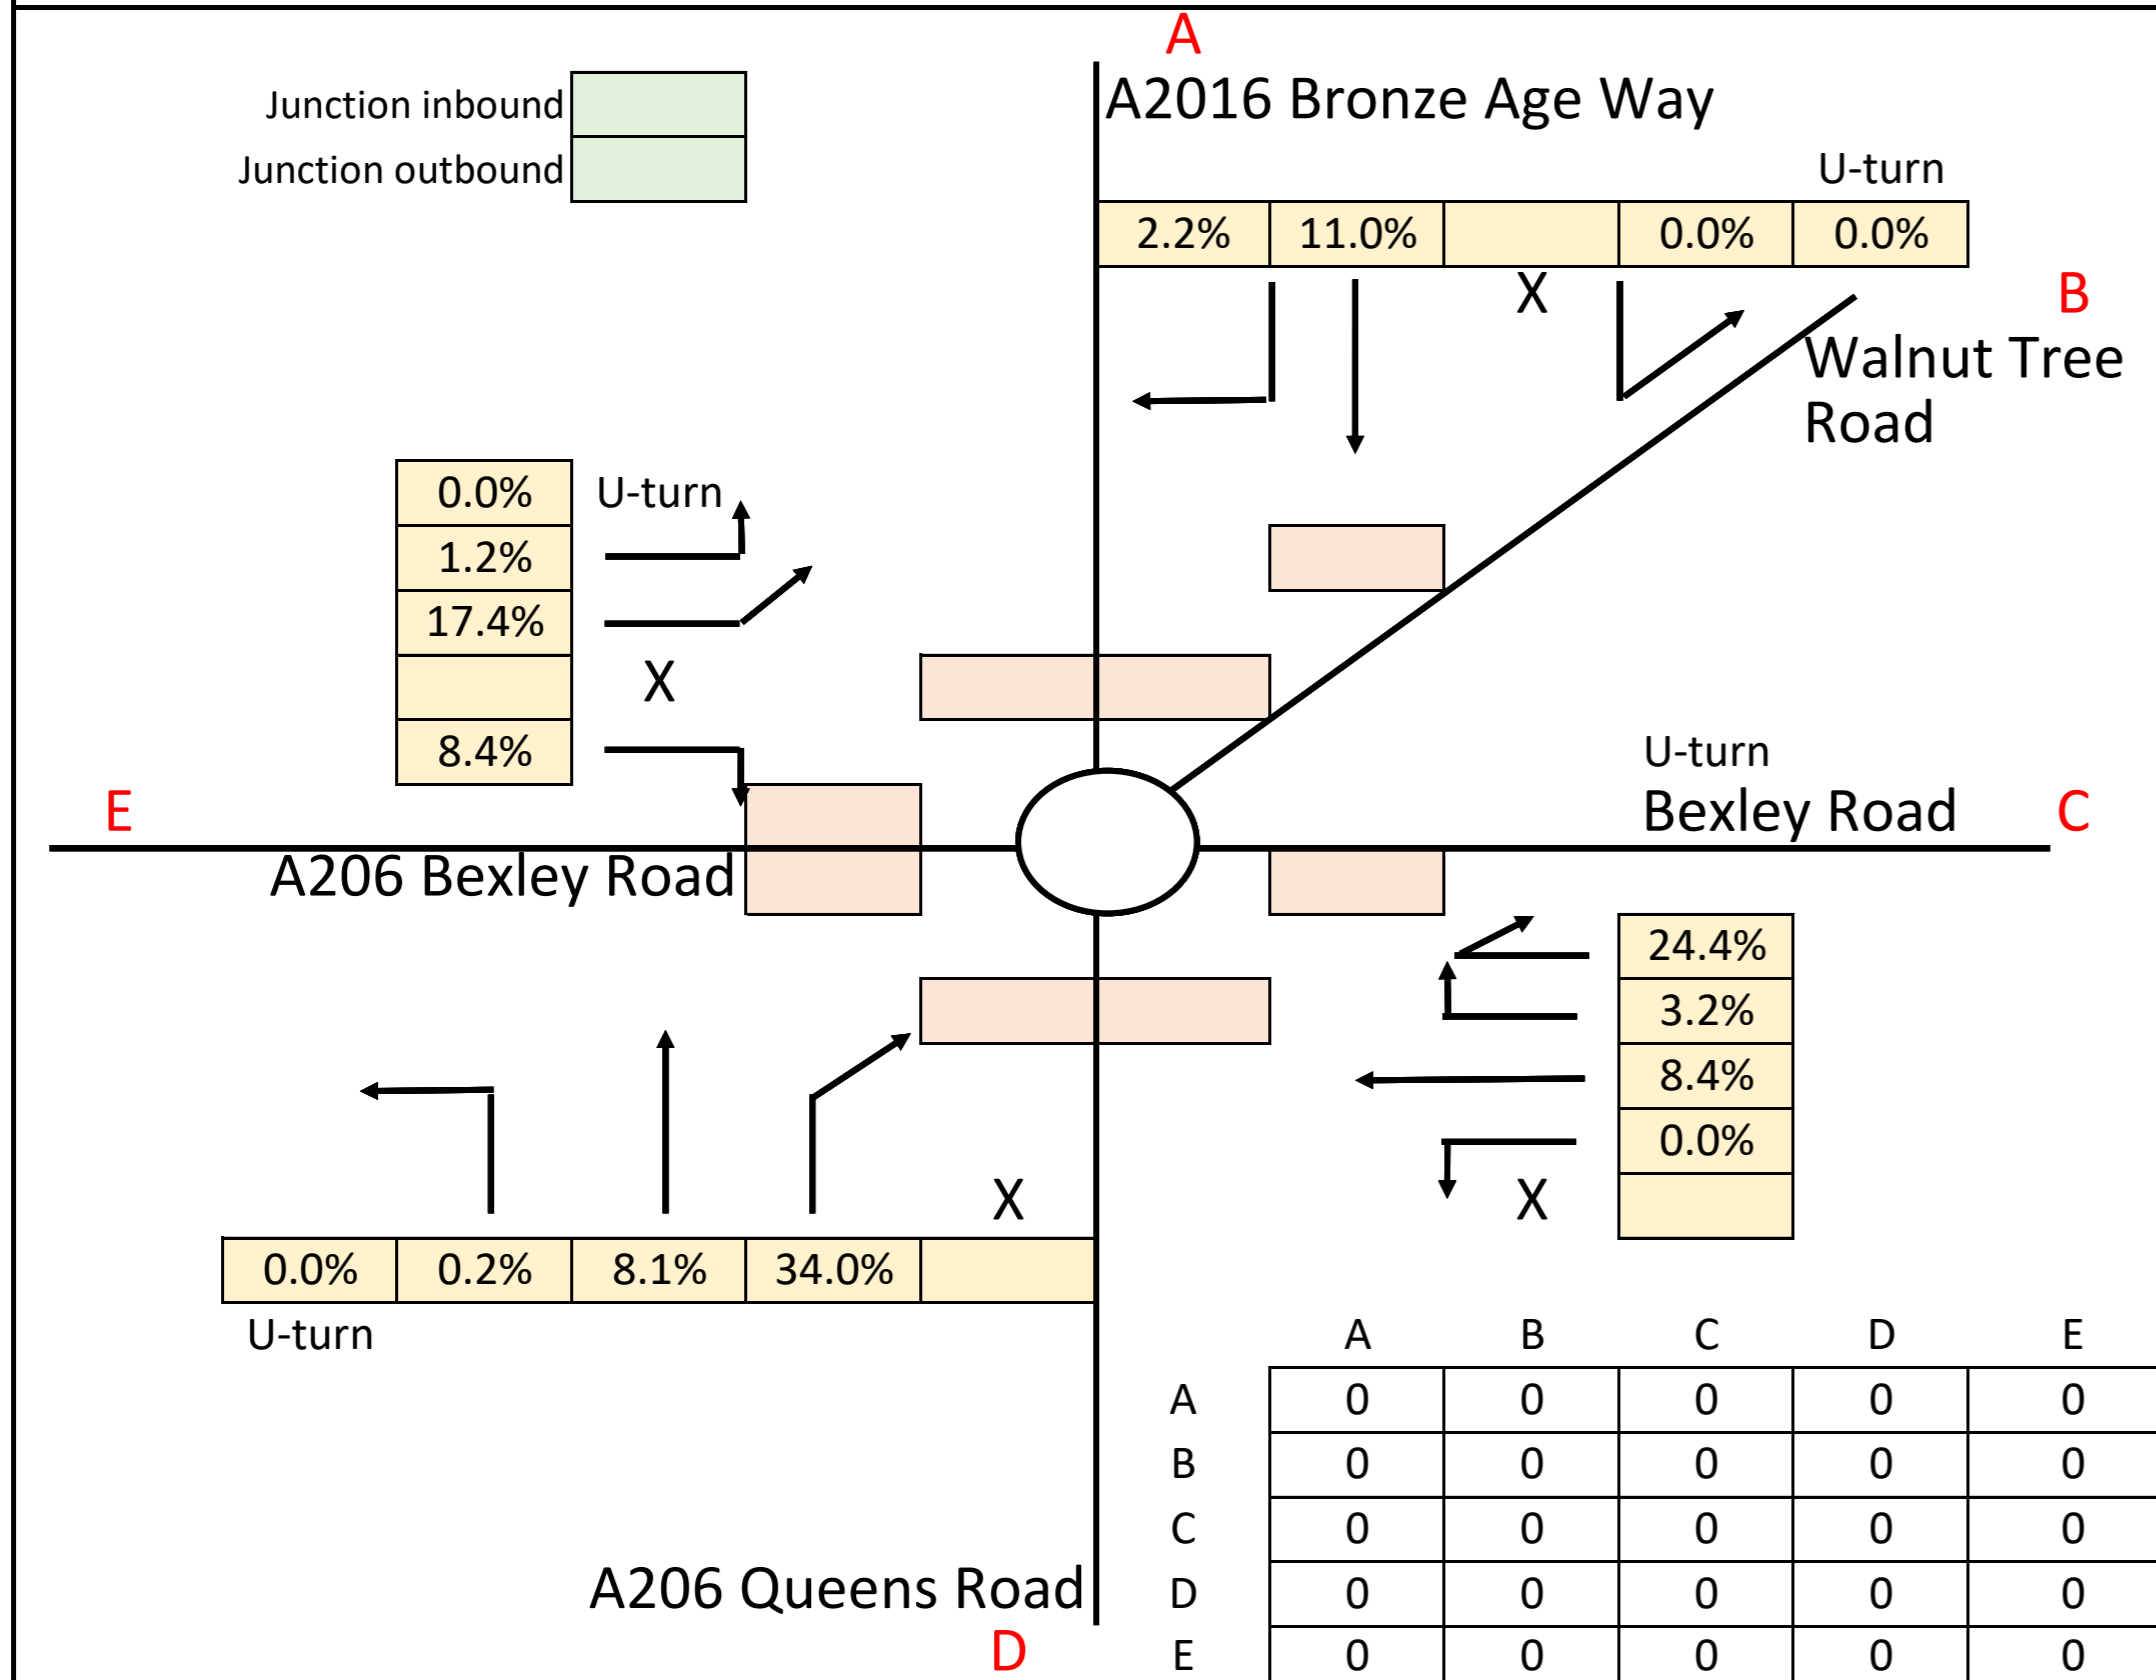 A
A2016 Bronze Age Way
Junction inbound
Junction outbound
U-turn
2.2% 11.0% 0.0% 0.0%
X
B
Walnut Tree
Road
0.0% U-turn
1.2%
17.4%
X
8.4%
U-turn
Bexley Road C
E
A206 Bexley Road
24.4%
3.2%
8.4%
0.0%
X
X
0.0% 0.2% 8.1% 34.0%
U-turn
A B C D E
A 0 0 0 0 0
B 0 0 0 0 0
C 0 0 0 0 0
D 0 0 0 0 0
E 0 0 0 0 0
A206 Queens Road
D